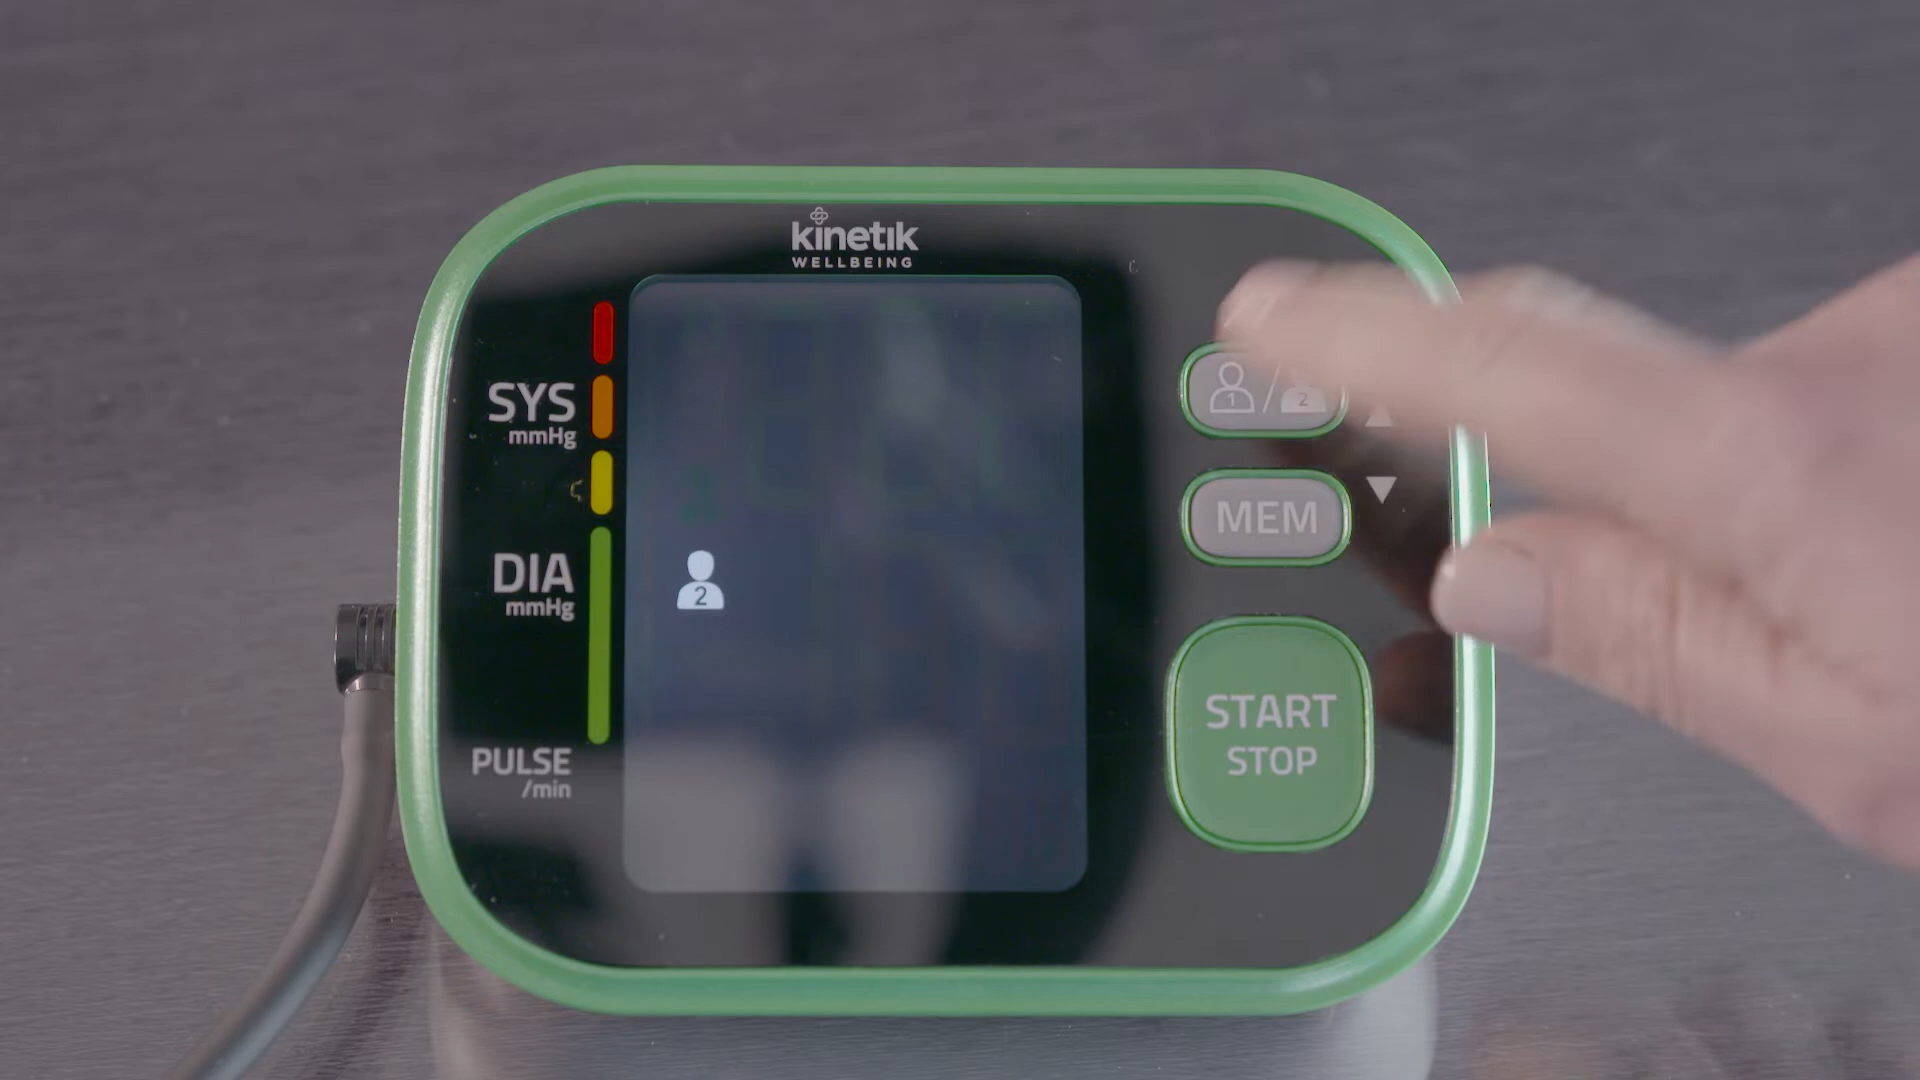 kinetik
WELLBEING
SYS
mmHg
DIA
mmHg
PULSE
/min
2
1 / 2
MEM
START
STOP